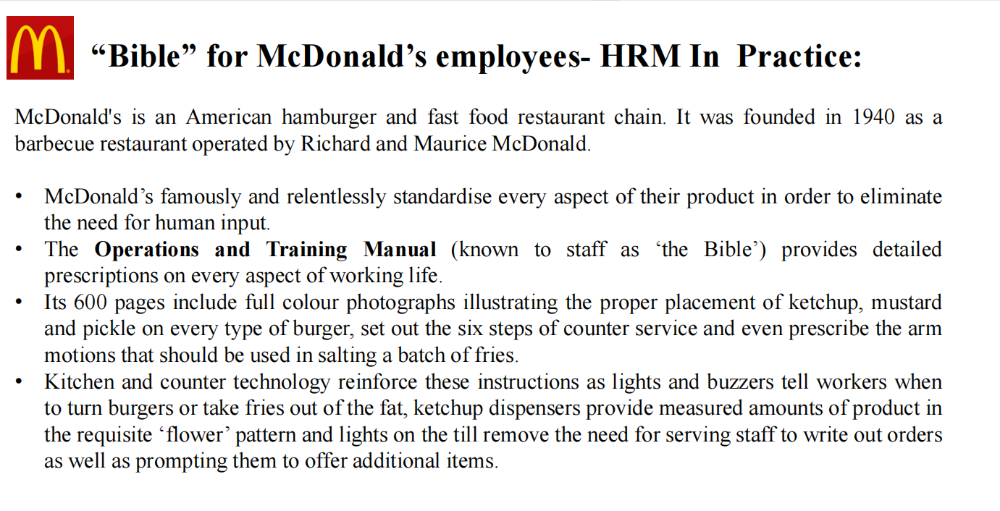 “Bible” for McDonald’s employees- HRM In Practice:
McDonald's is an American hamburger and fast food restaurant chain. It was founded in 1940 as a
barbecue restaurant operated by Richard and Maurice McDonald.
• McDonald’s famously and relentlessly standardise every aspect of their product in order to eliminate
the need for human input.
• The Operations and Training Manual (known to staff as ‘the Bible’) provides detailed
prescriptions on every aspect of working life.
• Its 600 pages include full colour photographs illustrating the proper placement of ketchup, mustard
and pickle on every type of burger, set out the six steps of counter service and even prescribe the arm
motions that should be used in salting a batch of fries.
• Kitchen and counter technology reinforce these instructions as lights and buzzers tell workers when
to turn burgers or take fries out of the fat, ketchup dispensers provide measured amounts of product in
the requisite ‘flower’ pattern and lights on the till remove the need for serving staff to write out orders
as well as prompting them to offer additional items.